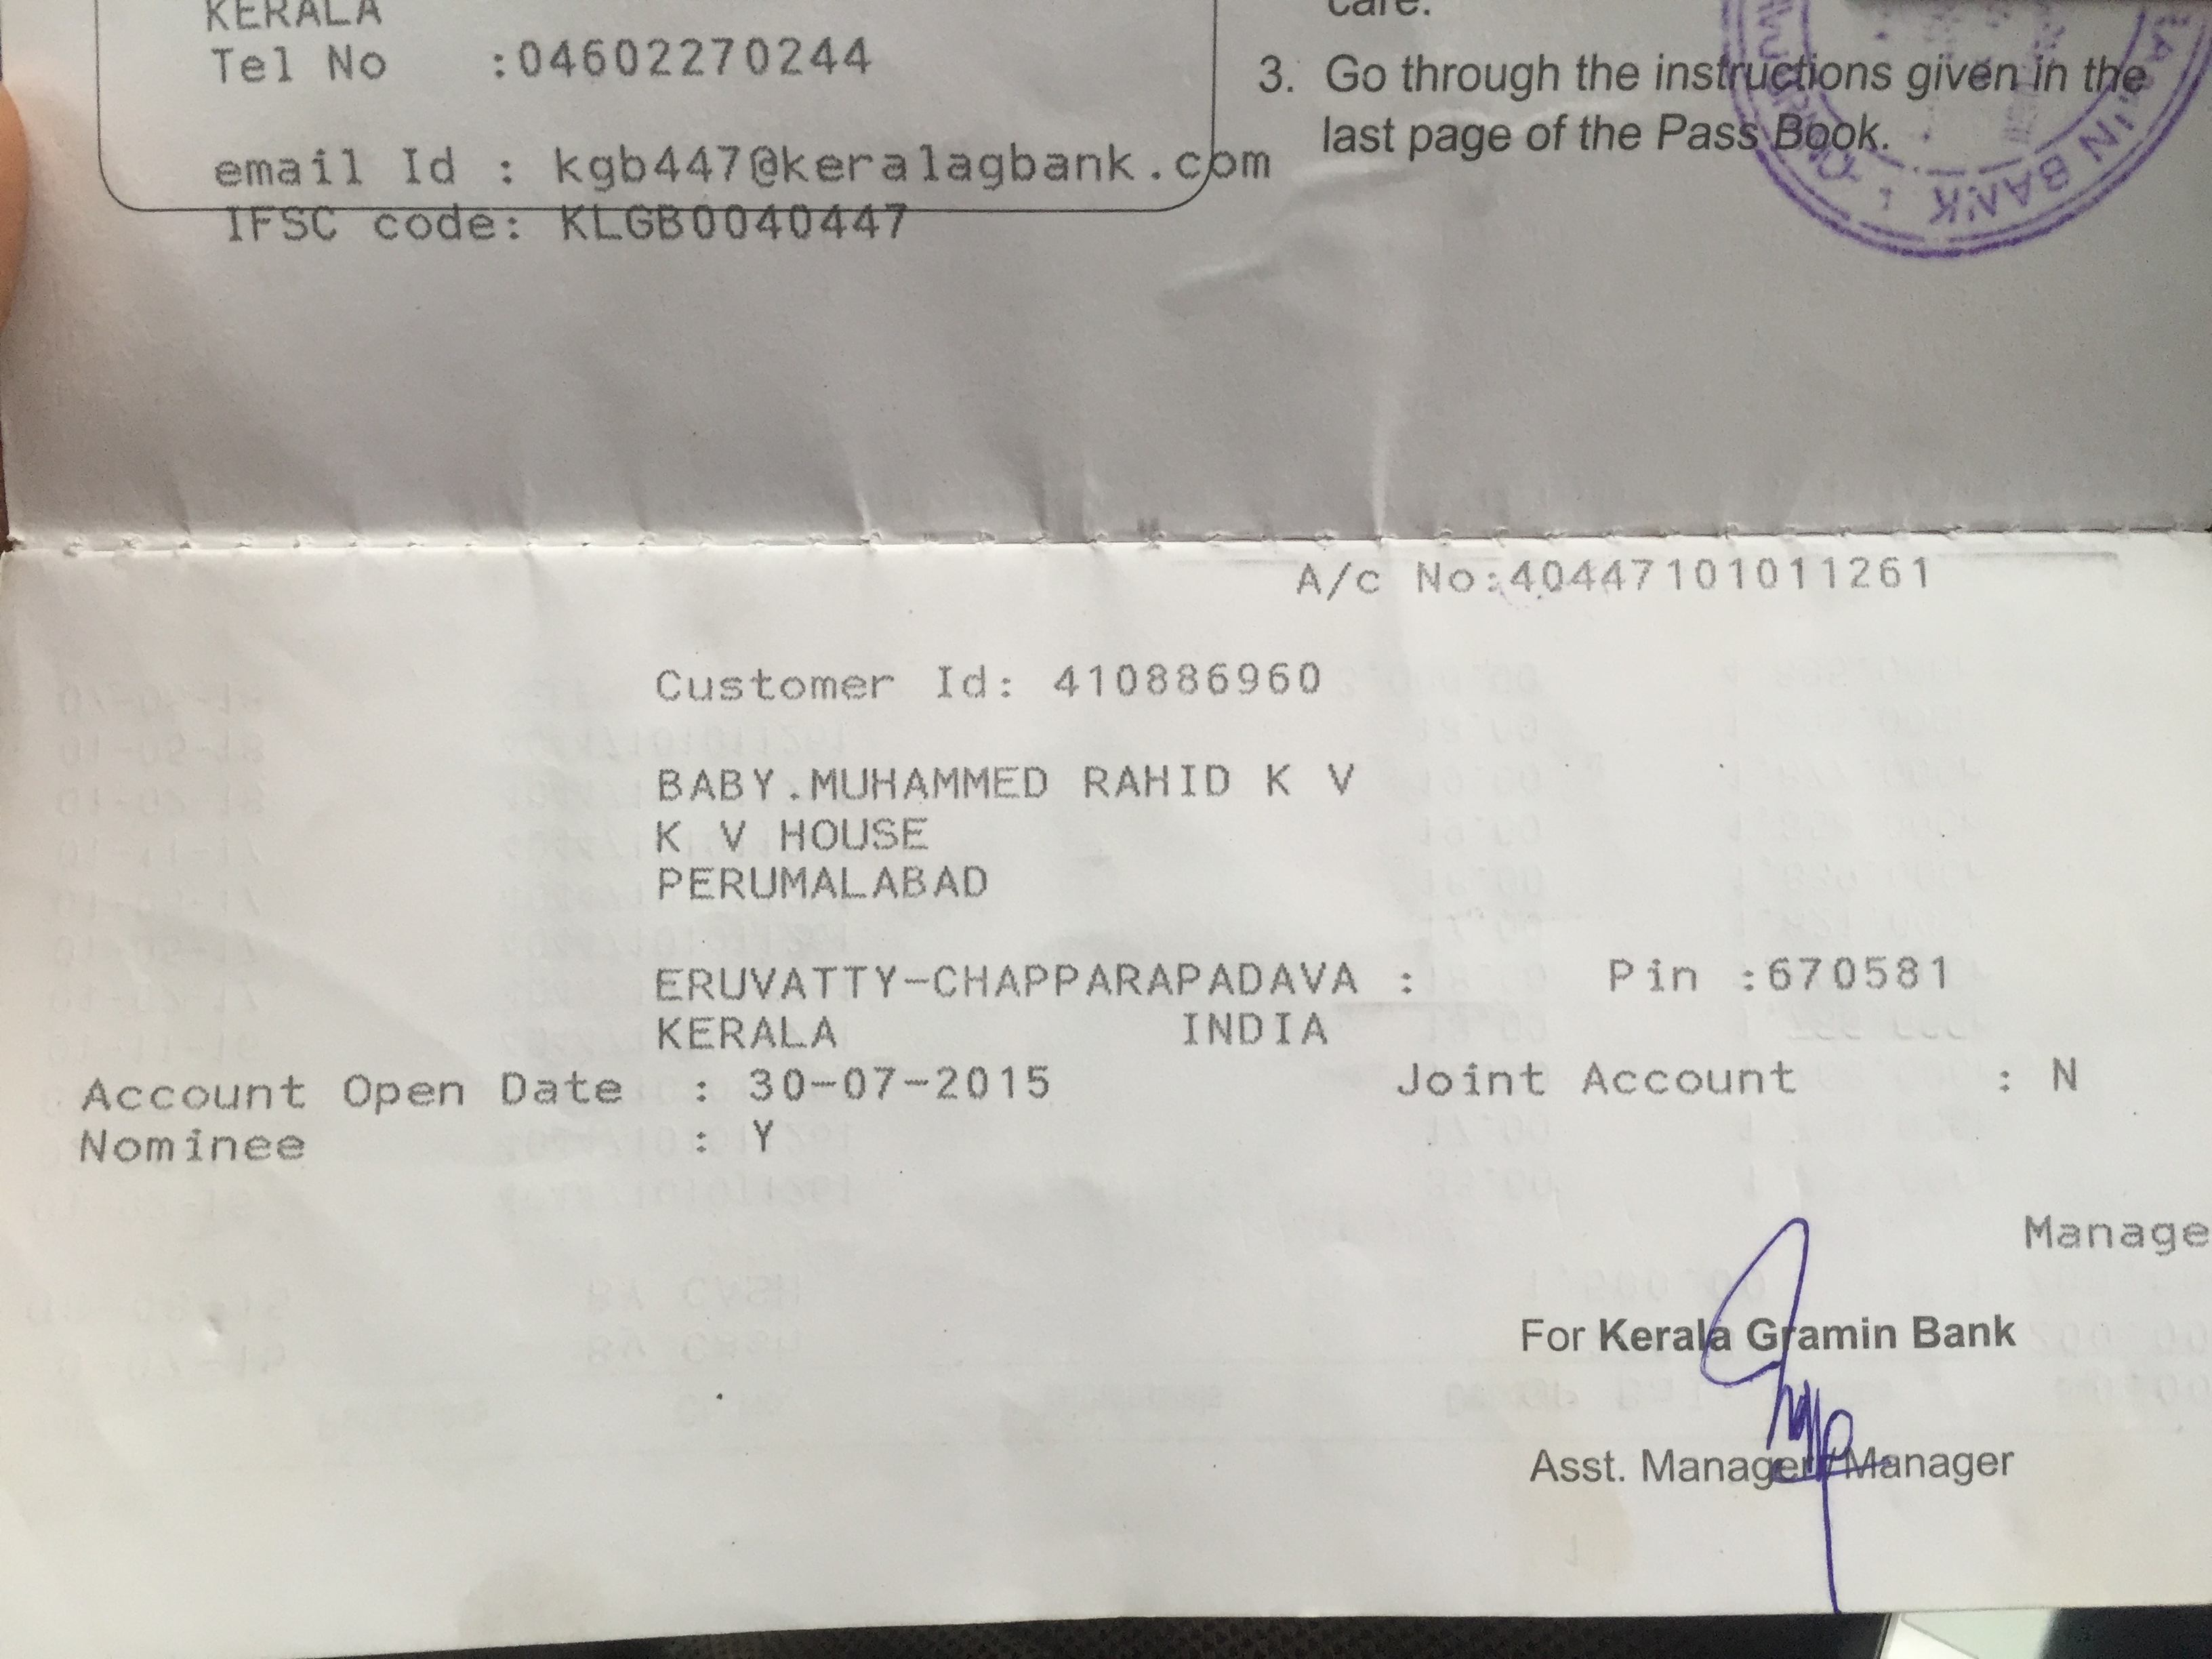 KERALA
Tel No :04602270244
email Id : kgb447@keralagbank.com
IFSC code: KLGB0040447
care.
3. Go through the instructions given in the
last page of the Pass Book.
IN BANK
A/c No:40447101011261
Customer Id: 410886960
BABY.MUHAMMED RAHID K V
K V HOUSE
PERUMALABAD
ERUVATTY-CHAPPARAPADAVA : Pin :670581
KERALA INDIA
Account Open Date : 30-07-2015 Joint Account : N
Nominee : Y
Manage
For Kerala Gramin Bank
Asst. Manager/Manager